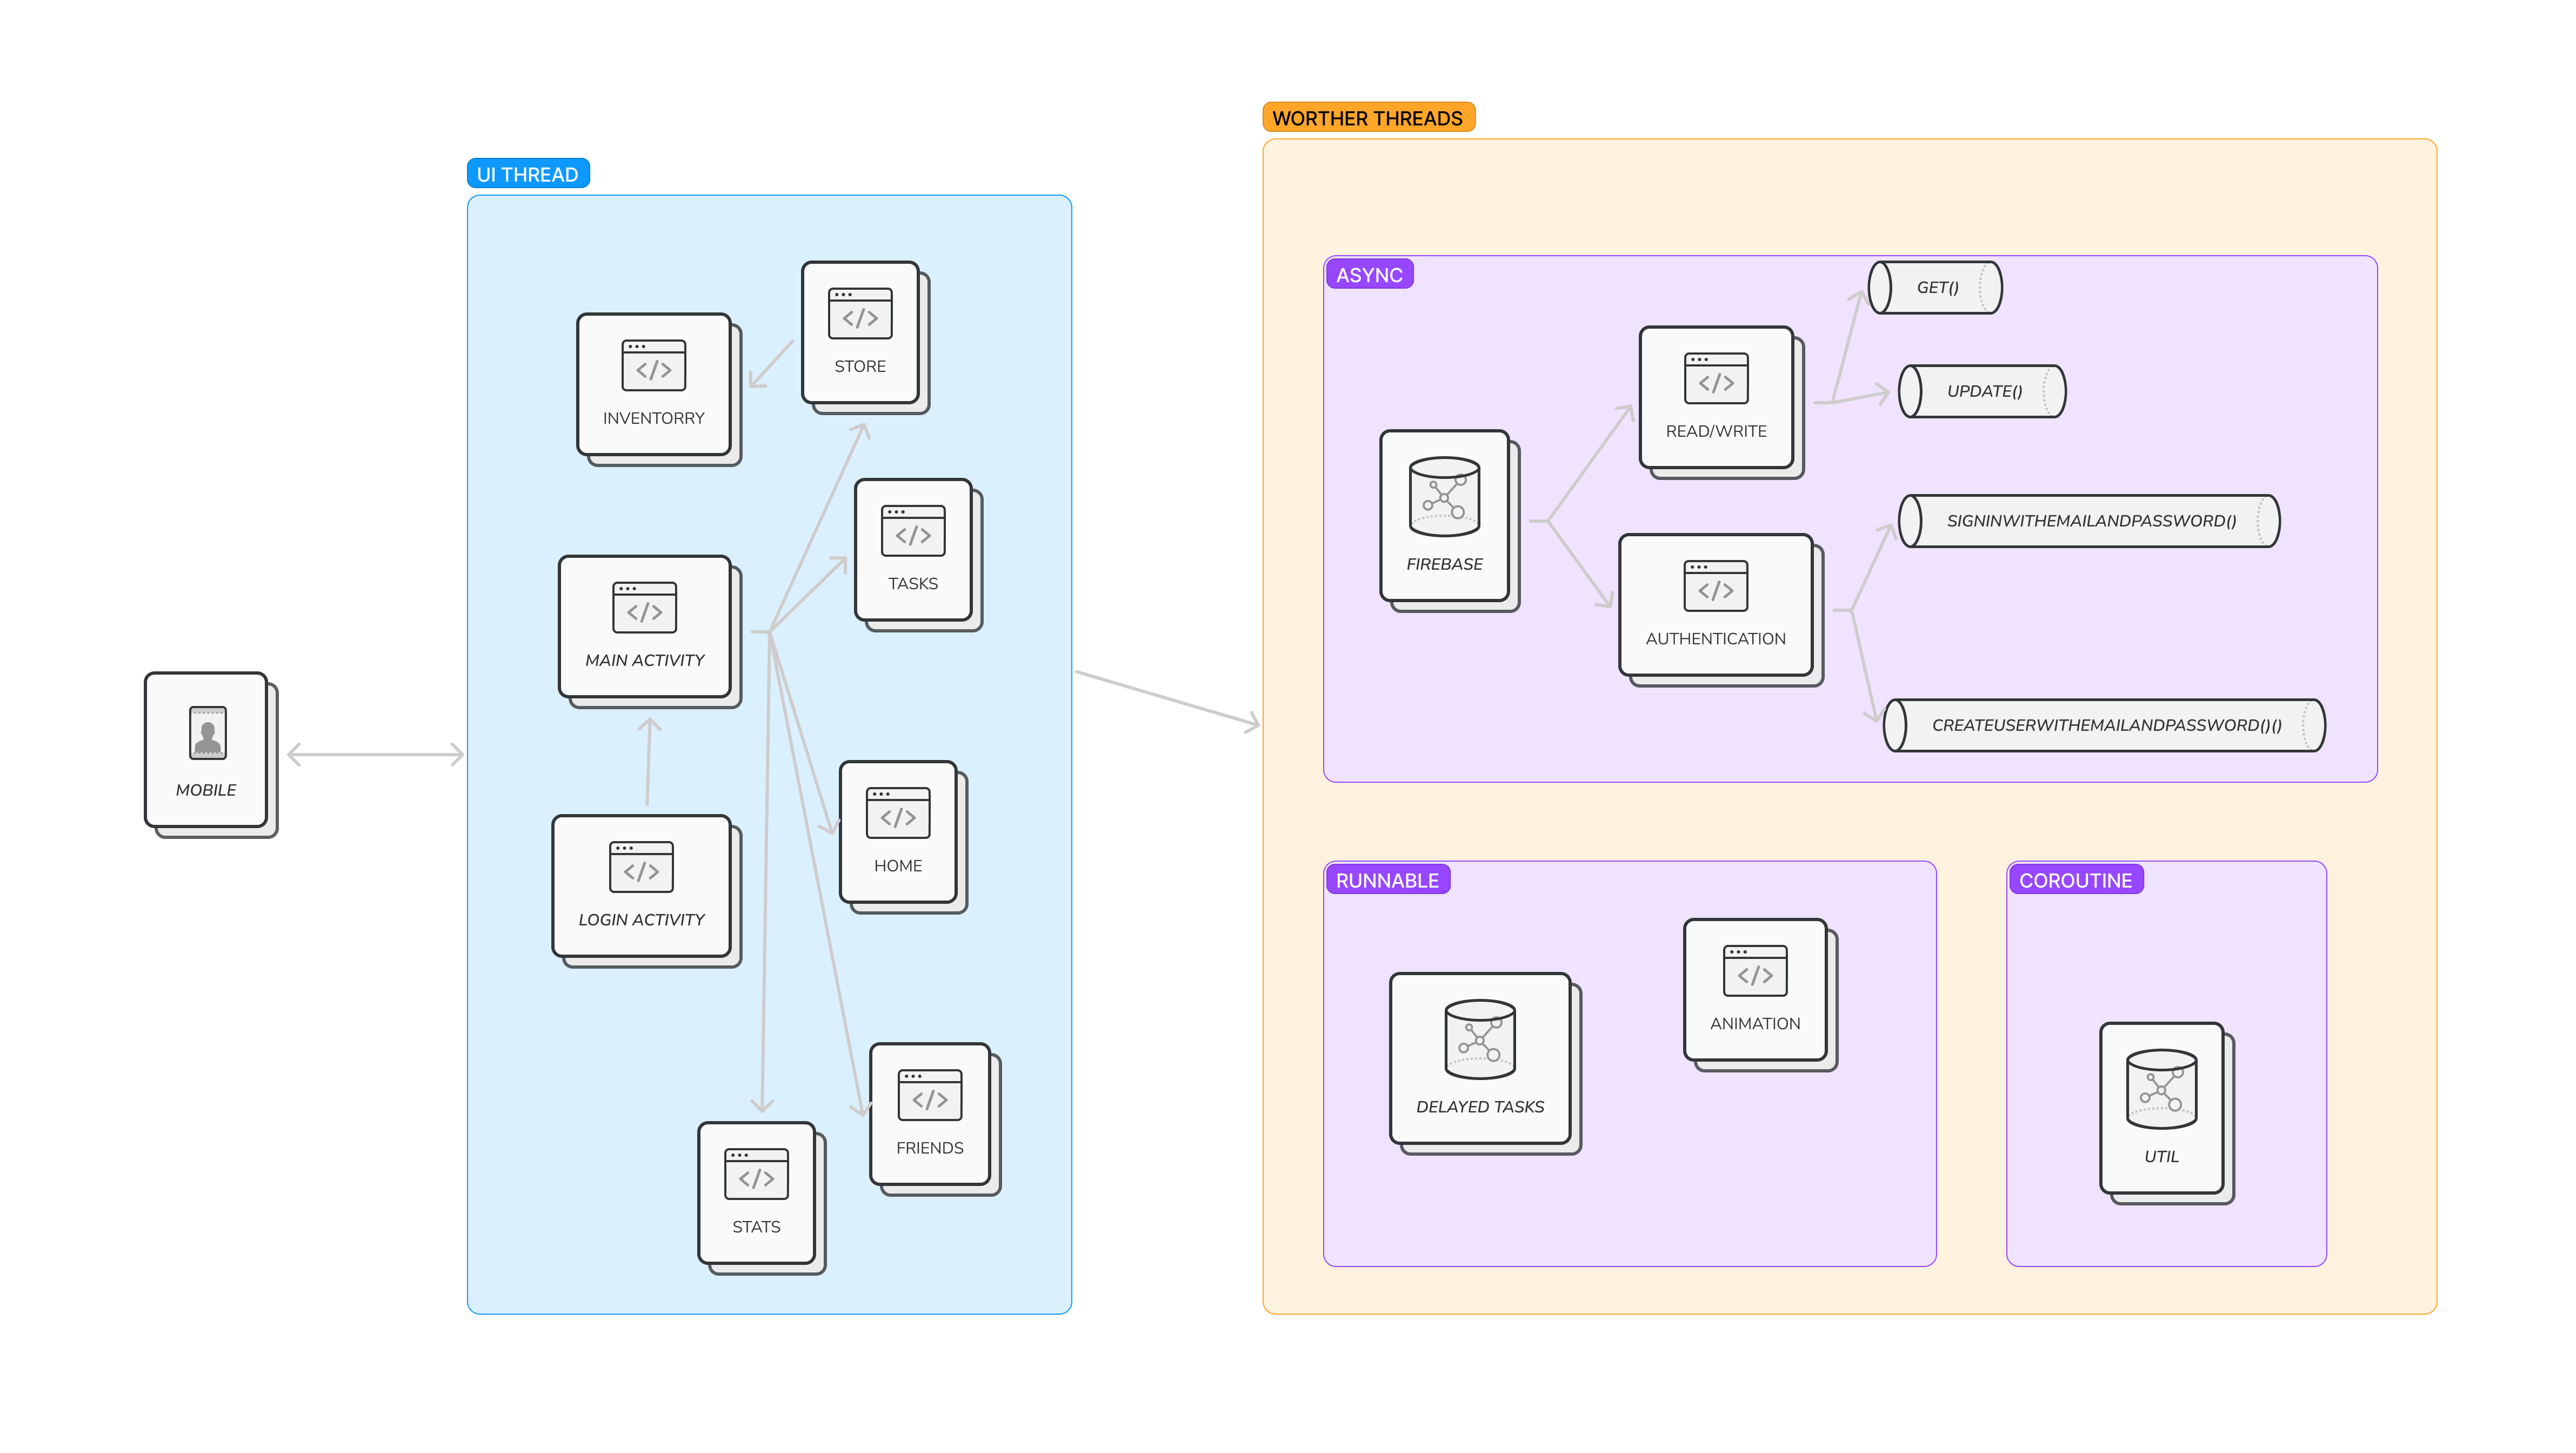 WORTHER THREADS
UI THREAD
ASYNC
GET()
STORE
INVENTORRY
UPDATE()
READ/WRITE
SIGNINWITHEMAILANDPASSWORD()
FIREBASE
TASKS
AUTHENTICATION
MAIN ACTIVITY
CREATEUSERWITHEMAILANDPASSWORD()()
MOBILE
HOME
RUNNABLE
COROUTINE
LOGIN ACTIVITY
ANIMATION
DELAYED TASKS
FRIENDS
UTIL
STATS